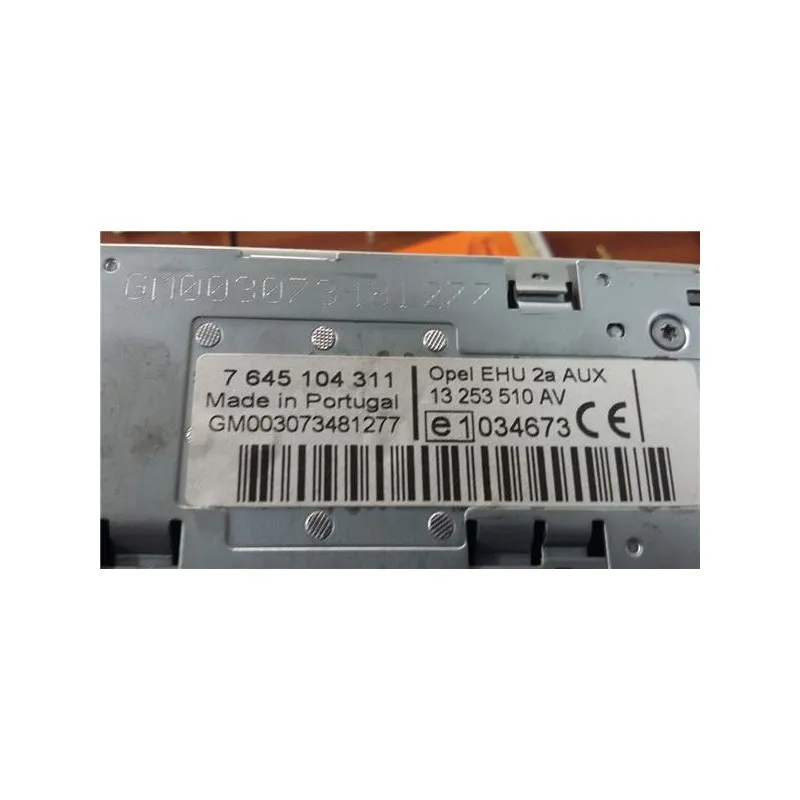 GM003073481277
7 645 104 311
Made in Portugal
GM003073481277
Opel EHU 2a AUX
13 253 510 AV
e1 034673 CE